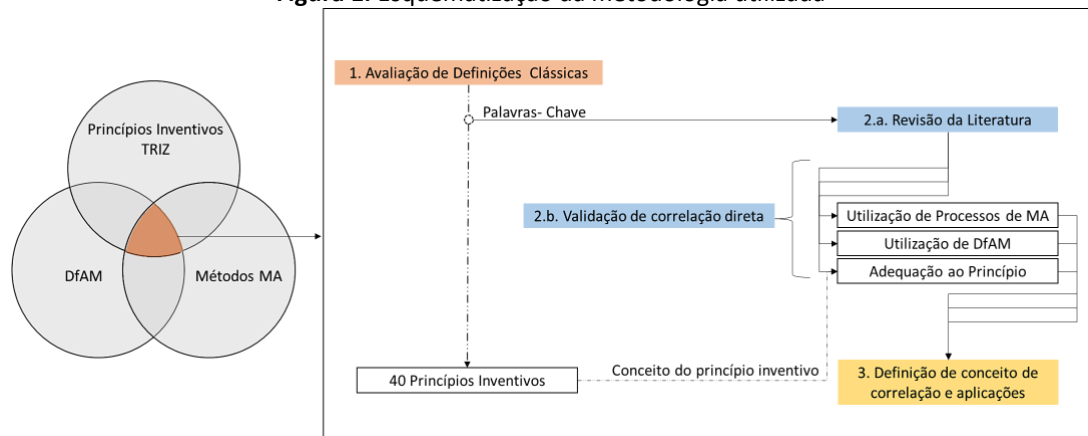 Figura 1. Esquematização da metodologia utilizada
Princípios Inventivos
TRIZ
DfAM
Métodos MA
1. Avaliação de Definições Clássicas
Palavras- Chave
2.a. Revisão da Literatura
2.b. Validação de correlação direta
Utilização de Processos de MA
Utilização de DfAM
Adequação ao Princípio
40 Princípios Inventivos
Conceito do princípio inventivo
3. Definição de conceito de
correlação e aplicações